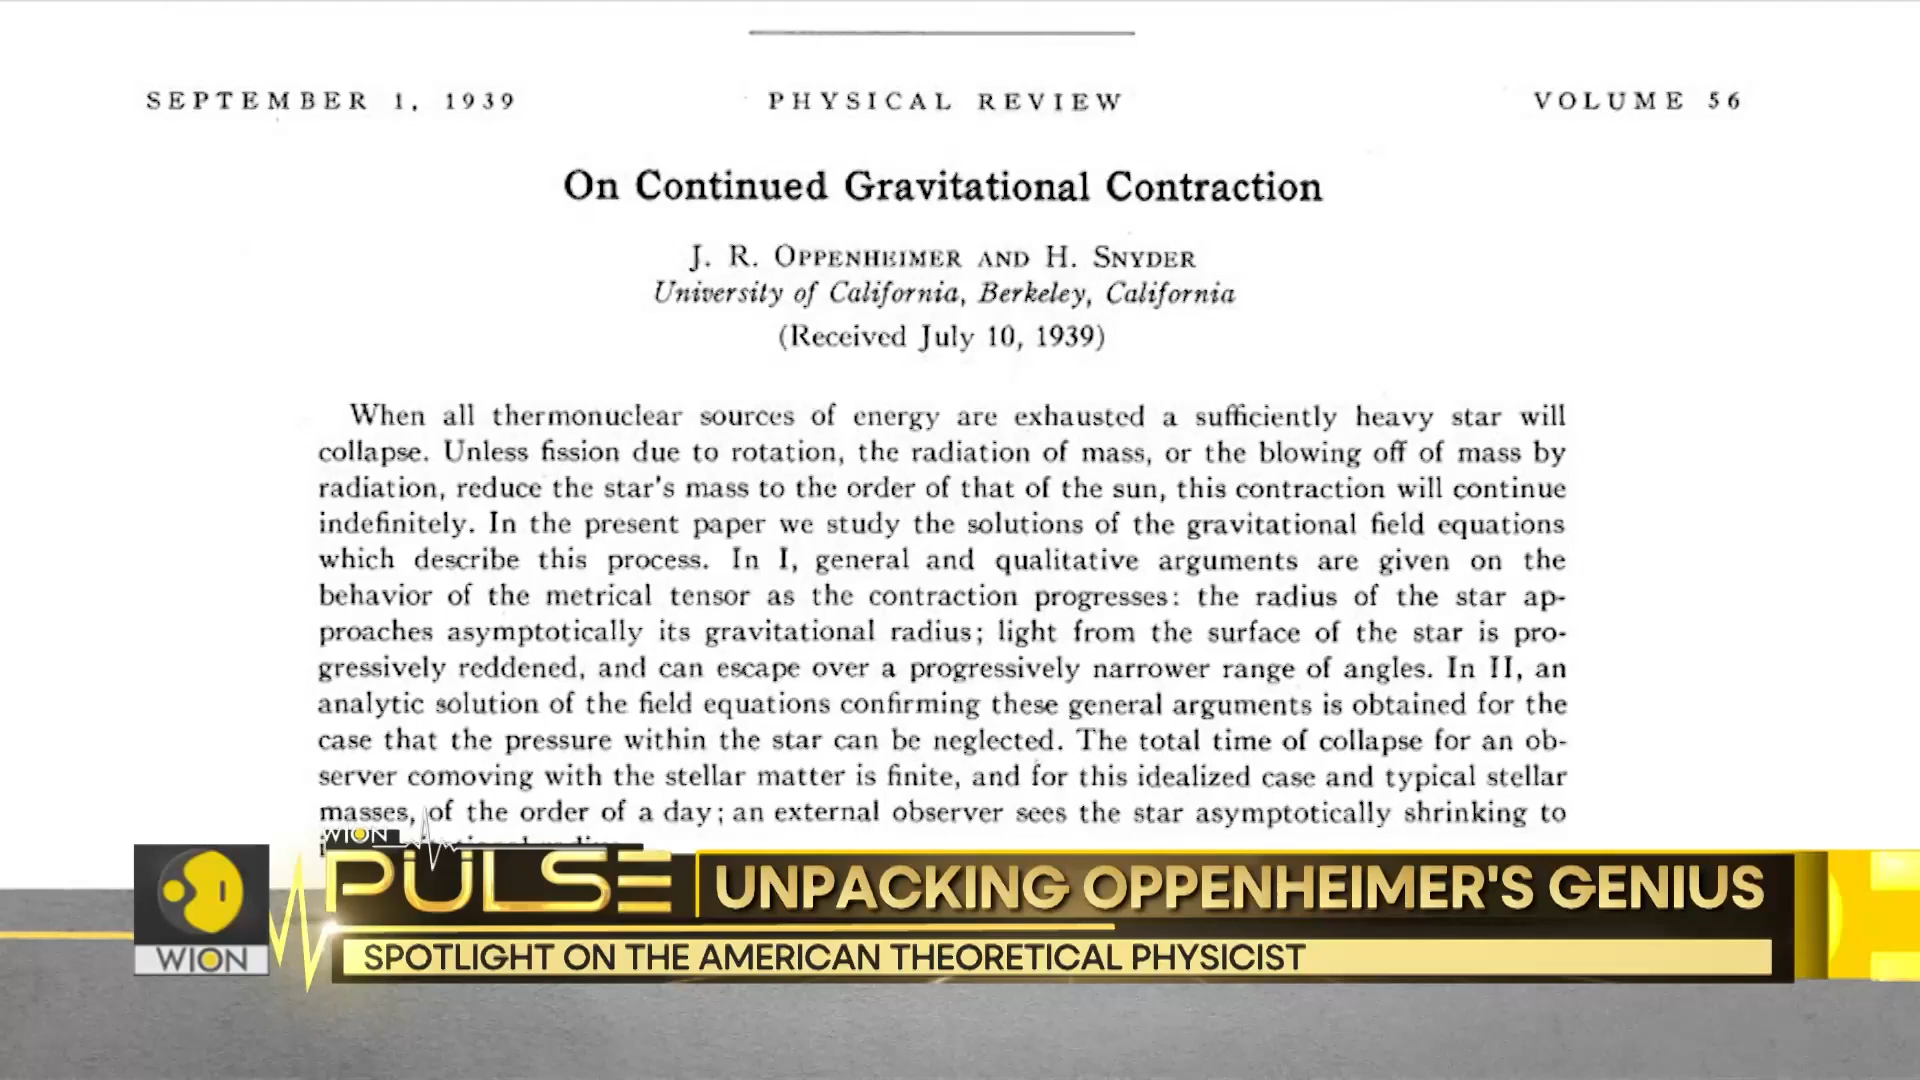 SEPTEMBER 1, 1939 PHYSICAL REVIEW VOLUME 56
On Continued Gravitational Contraction
J. R. OPPENHEIMER AND H. SNYDER
University of California, Berkeley, California
(Received July 10, 1939)
When all thermonuclear sources of energy are exhausted a sufficiently heavy star will
collapse. Unless fission due to rotation, the radiation of mass, or the blowing off of mass by
radiation, reduce the star's mass to the order of that of the sun, this contraction will continue
indefinitely. In the present paper we study the solutions of the gravitational field equations
which describe this process. In I, general and qualitative arguments are given on the
behavior of the metrical tensor as the contraction progresses: the radius of the star ap-
proaches asymptotically its gravitational radius; light from the surface of the star is pro-
gressively reddened, and can escape over a progressively narrower range of angles. In II, an
analytic solution of the field equations confirming these general arguments is obtained for the
case that the pressure within the star can be neglected. The total time of collapse for an ob-
server comoving with the stellar matter is finite, and for this idealized case and typical stellar
masses, of the order of a day; an external observer sees the star asymptotically shrinking to
WION
PULSE
UNPACKING OPPENHEIMER'S GENIUS
WION
SPOTLIGHT ON THE AMERICAN THEORETICAL PHYSICIST